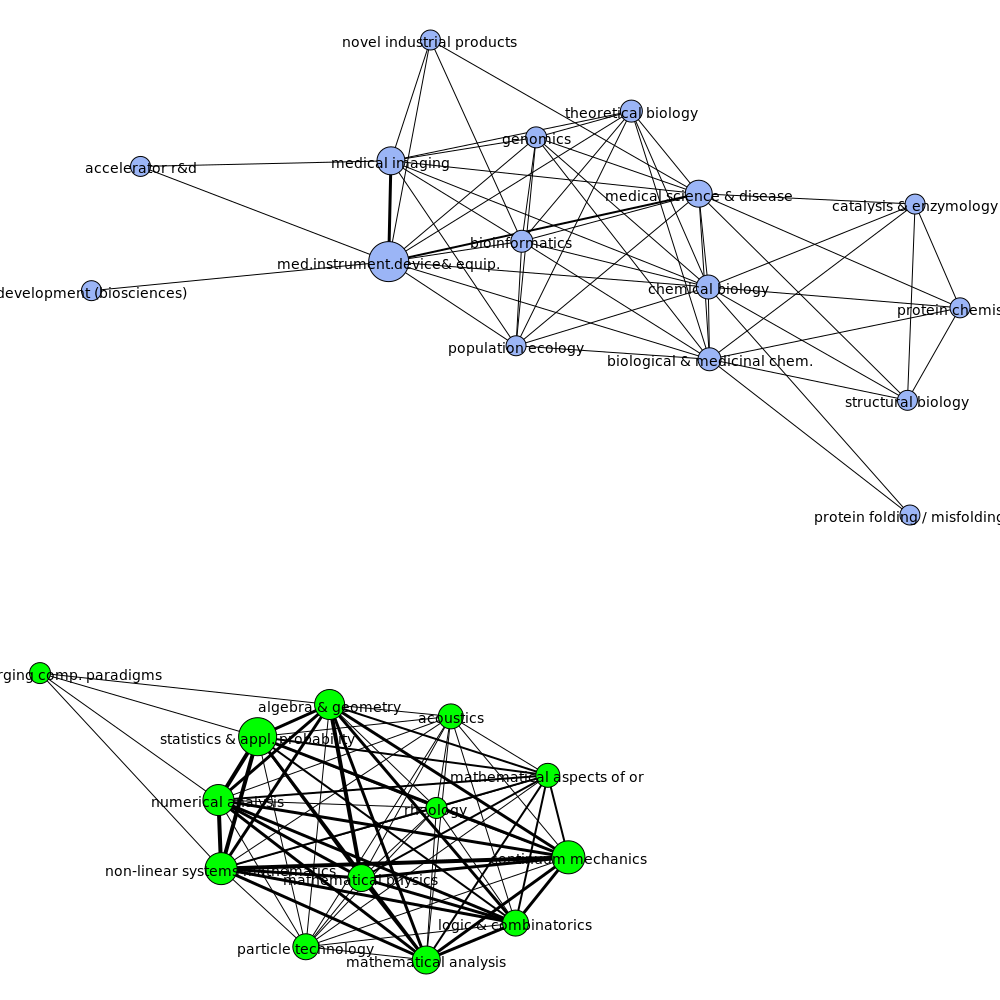 novel industrial products
theoretical biology
genomics
medical imaging
accelerator r&d
medical science & disease
catalysis & enzymology
bioinformatics
med.instrument.device& equip.
development (biosciences)
chemical biology
protein chemis
population ecology
biological & medicinal chem.
structural biology
protein folding / misfolding
rging comp. paradigms
algebra & geometry
acoustics
statistics & appl. probability
mathematical aspects of or
numerical analysis
rheology
continuum mechanics
non-linear systems mathematics
mathematical physics
logic & combinatorics
particle technology
mathematical analysis